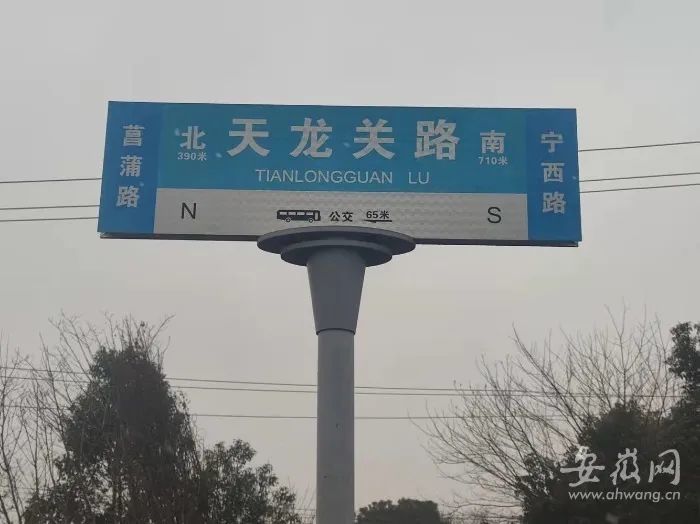 菖蒲路
北
390米
天龙关路
TIANLONGGUAN LU
南
710米
宁西路
N
公交 65米
S
安徽网
www.ahwang.cn